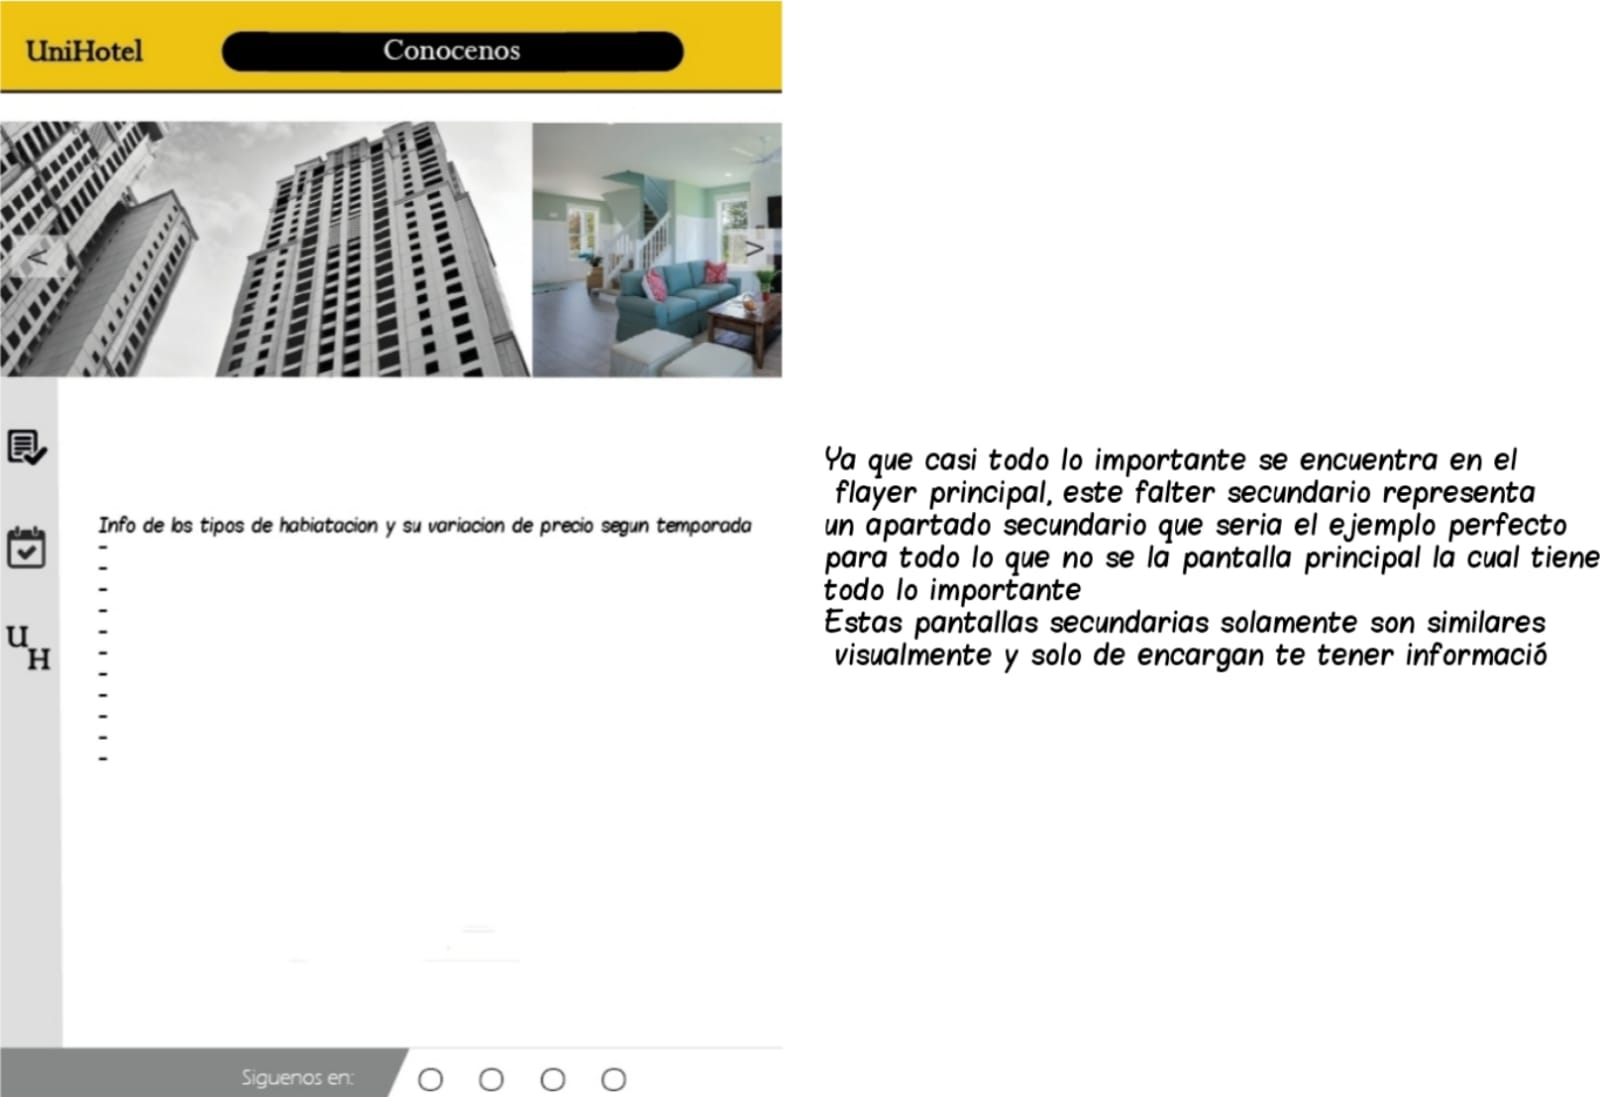 UniHotel
Conocenos
<
>
U
H
Info de los tipos de habiatacion y su variacion de precio segun temporada
-
-
-
-
-
-
-
-
-
-
-
Siguenos en:
Ya que casi todo lo importante se encuentra en el
flayer principal, este falter secundario representa
un apartado secundario que seria el ejemplo perfecto
para todo lo que no se la pantalla principal la cual tiene
todo lo importante
Estas pantallas secundarias solamente son similares
visualmente y solo de encargan te tener informació